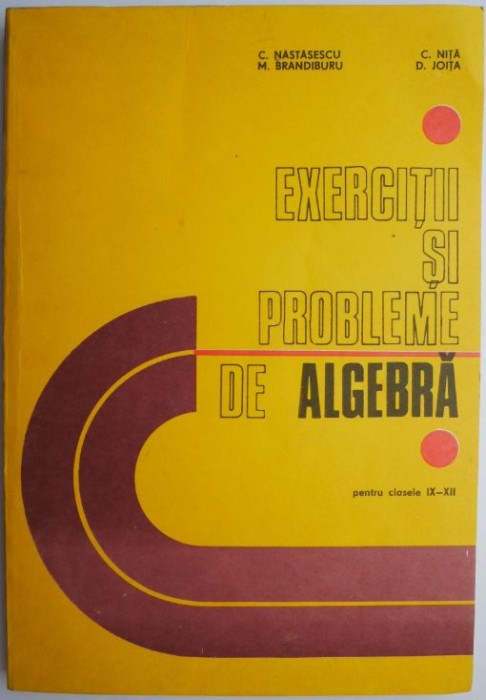 C. NĂSTĂSESCU C. NIȚĂ
M. BRANDIBURU D. JOIȚA
EXERCIȚII
ȘI
PROBLEME
DE ALGEBRĂ
pentru clasele IX—XII